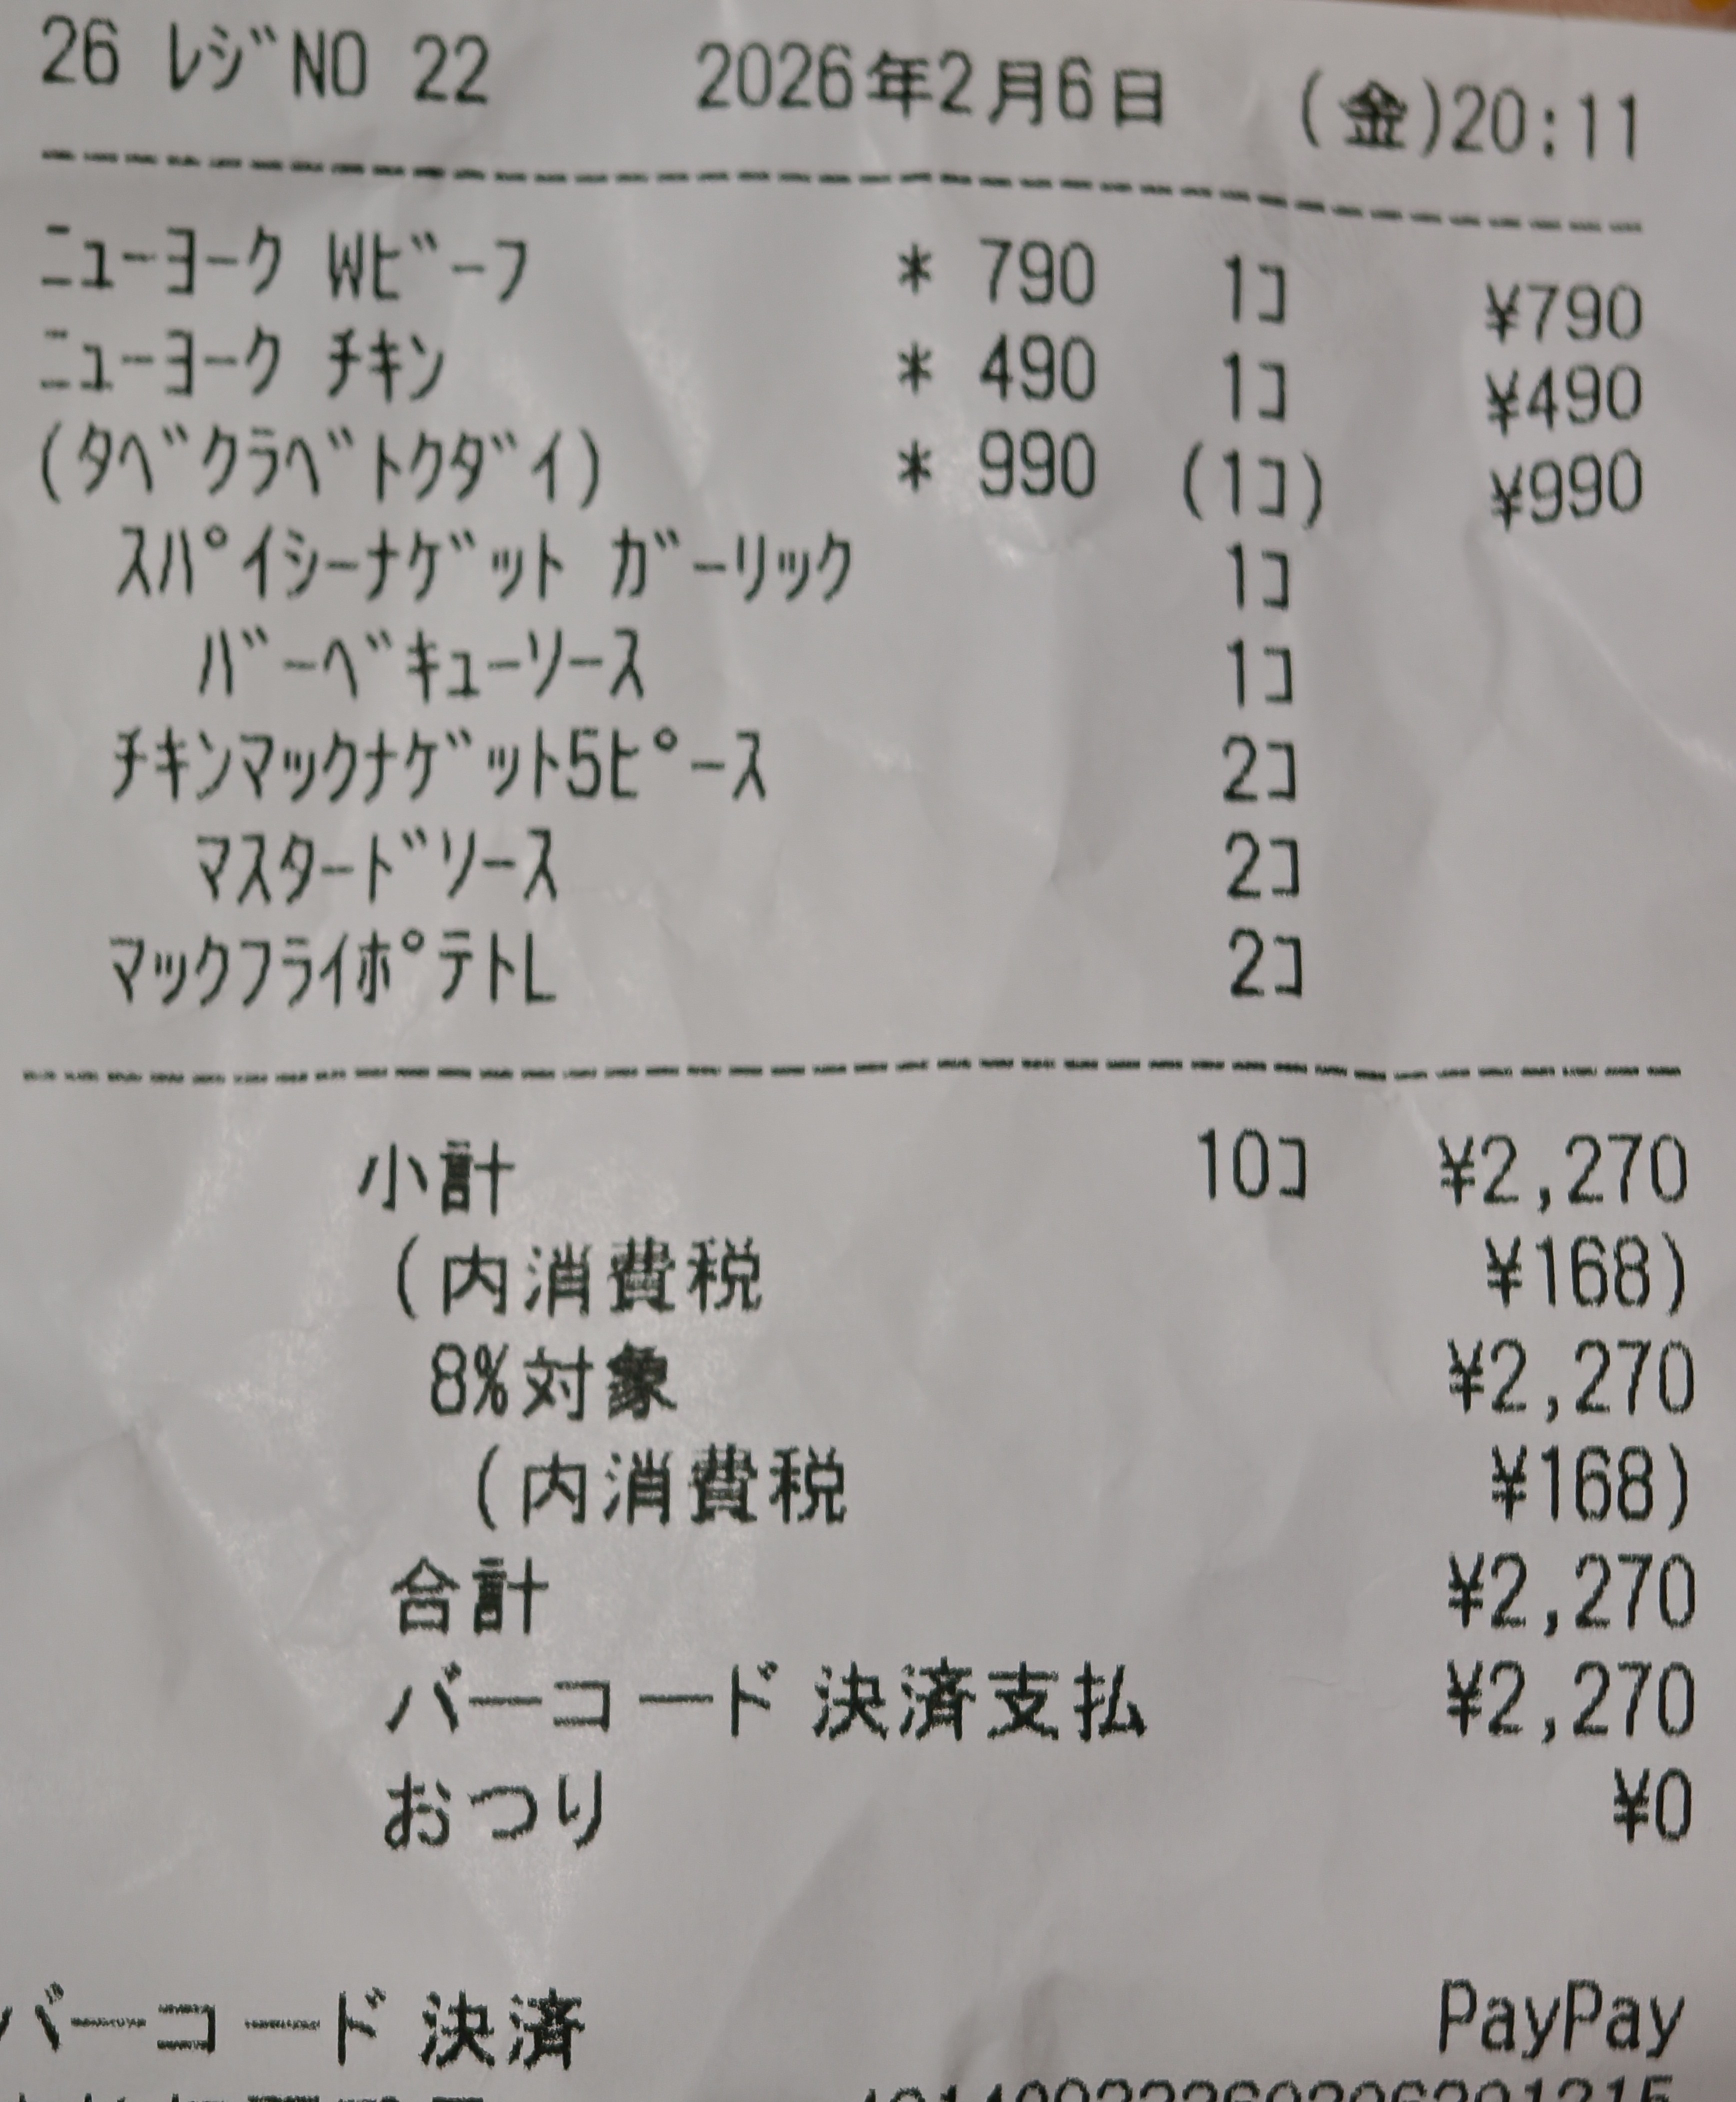 26 ﾚｼﾞNO 22 2026年2月6日 (金)20:11
ﾆｭｰﾖｰｸ Wﾋﾞｰﾌ * 790 1ｺ ¥790
ﾆｭｰﾖｰｸ ﾁｷﾝ * 490 1ｺ ¥490
(ﾀﾍﾞｸﾗﾍﾞﾄｸﾀﾞｲ) * 990 (1ｺ) ¥990
ｽﾊﾟｲｼｰﾅｹﾞｯﾄ ｶﾞｰﾘｯｸ 1ｺ
ﾊﾞｰﾍﾞｷｭｰｿｰｽ 1ｺ
ﾁｷﾝﾏｯｸﾅｹﾞｯﾄ5ﾋﾟｰｽ 2ｺ
ﾏｽﾀｰﾄﾞｿｰｽ 2ｺ
ﾏｯｸﾌﾗｲﾎﾟﾃﾄL 2ｺ
小計 10ｺ ¥2,270
(内消費税 ¥168)
8%対象 ¥2,270
(内消費税 ¥168)
合計 ¥2,270
バーコード決済支払 ¥2,270
おつり ¥0
バーコード決済 PayPay